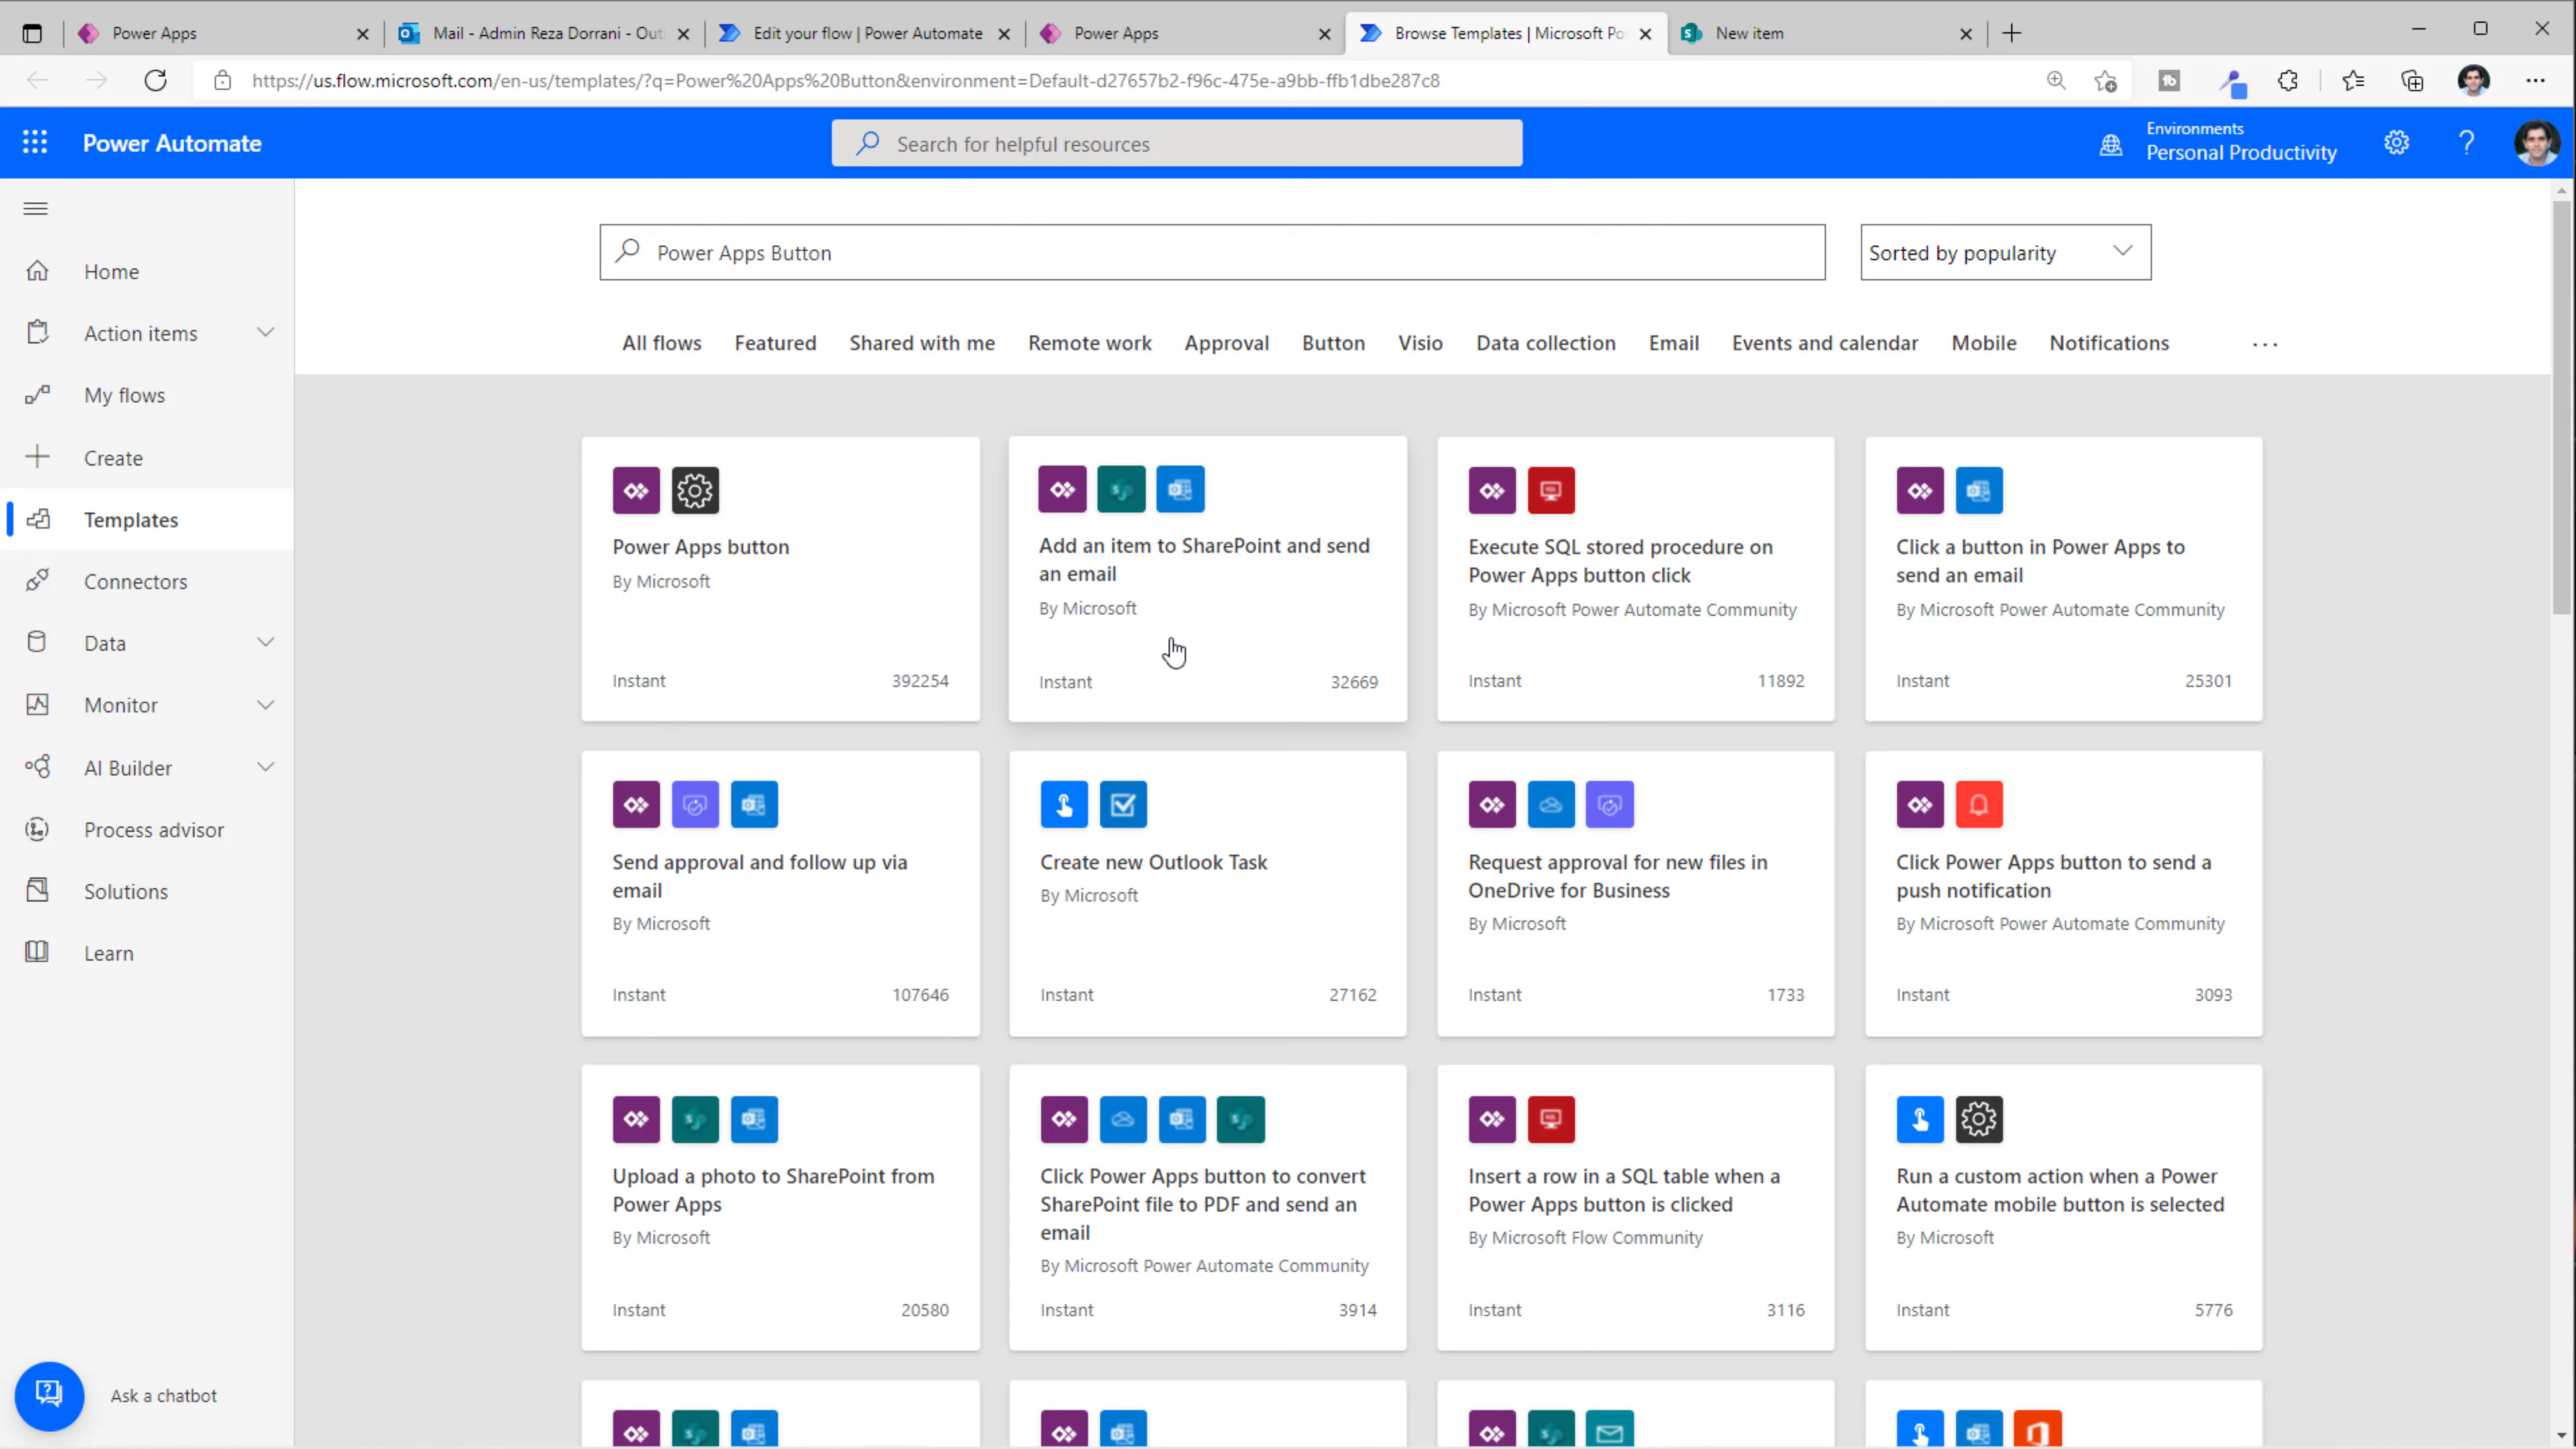 Power Apps
Mail - Admin Reza Dorrani - Out
Edit your flow | Power Automate
Power Apps
Browse Templates | Microsoft Po
New item
https://us.flow.microsoft.com/en-us/templates/?q=Power%20Apps%20Button&environment=Default-d27657b2-f96c-475e-a9bb-ffb1dbe287c8
Power Automate
Search for helpful resources
Environments
Personal Productivity
Home
Action items
My flows
Create
Templates
Connectors
Data
Monitor
AI Builder
Process advisor
Solutions
Learn
Ask a chatbot
Power Apps Button
Sorted by popularity
All flows
Featured
Shared with me
Remote work
Approval
Button
Visio
Data collection
Email
Events and calendar
Mobile
Notifications
Power Apps button
By Microsoft
Instant
392254
Add an item to SharePoint and send
an email
By Microsoft
Instant
32669
Execute SQL stored procedure on
Power Apps button click
By Microsoft Power Automate Community
Instant
11892
Click a button in Power Apps to
send an email
By Microsoft Power Automate Community
Instant
25301
Send approval and follow up via
email
By Microsoft
Instant
107646
Create new Outlook Task
By Microsoft
Instant
27162
Request approval for new files in
OneDrive for Business
By Microsoft
Instant
1733
Click Power Apps button to send a
push notification
By Microsoft Power Automate Community
Instant
3093
Upload a photo to SharePoint from
Power Apps
By Microsoft
Instant
20580
Click Power Apps button to convert
SharePoint file to PDF and send an
email
By Microsoft Power Automate Community
Instant
3914
Insert a row in a SQL table when a
Power Apps button is clicked
By Microsoft Flow Community
Instant
3116
Run a custom action when a Power
Automate mobile button is selected
By Microsoft
Instant
5776